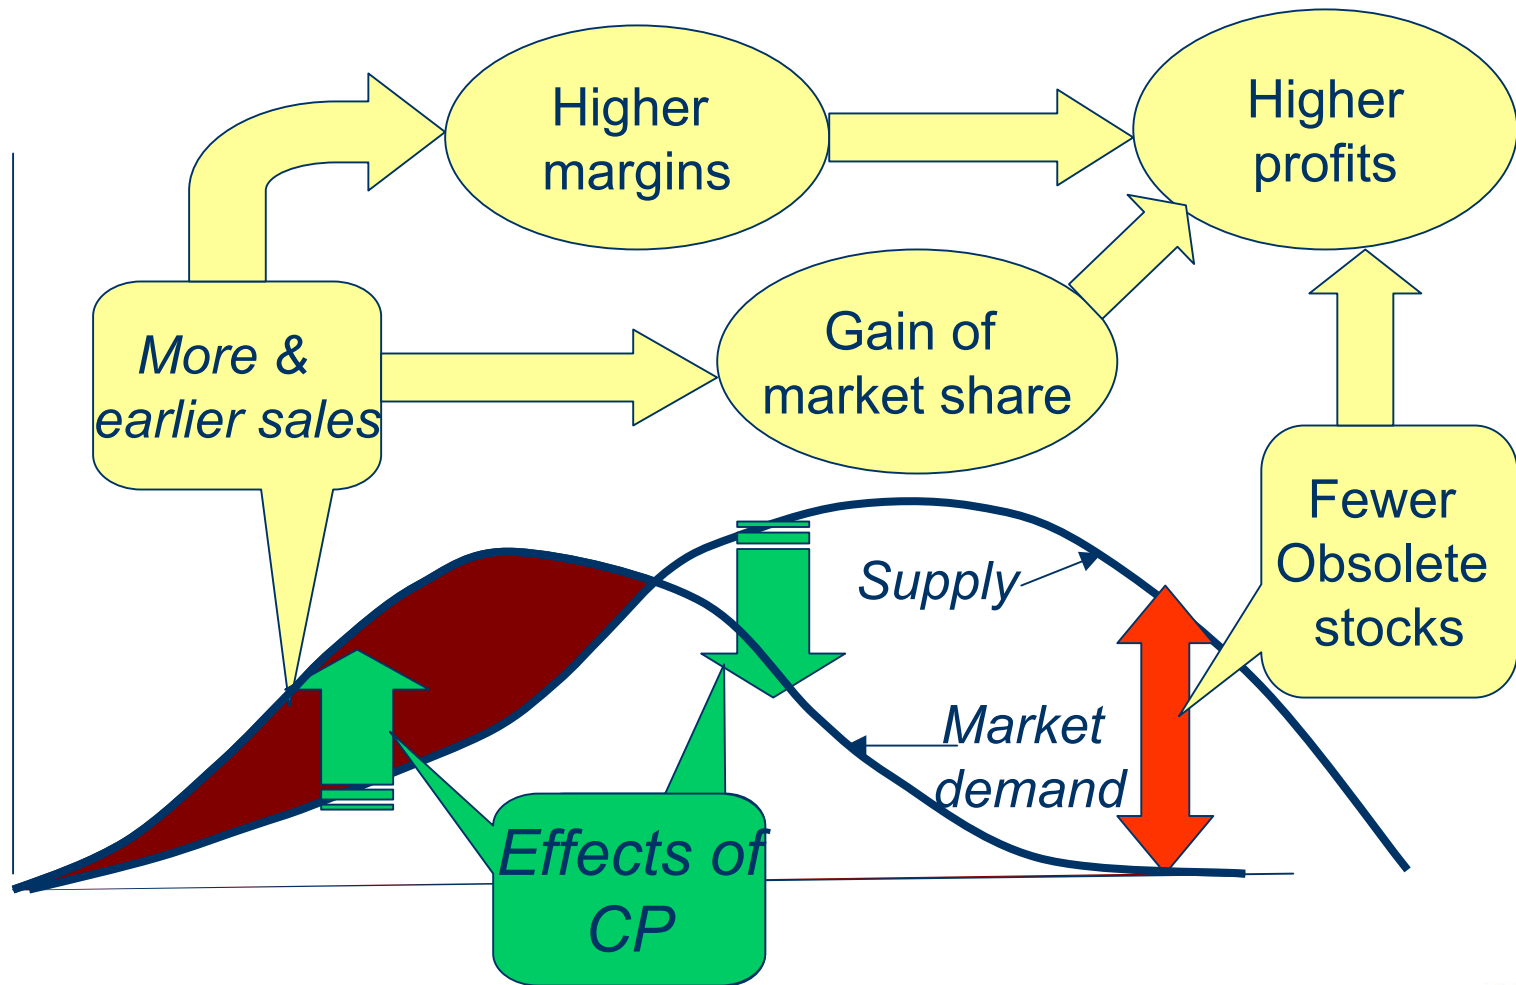 Higher
margins
Higher
profits
More &
earlier sales
Gain of
market share
Fewer
Obsolete
stocks
Supply
Market
demand
Effects of
CP